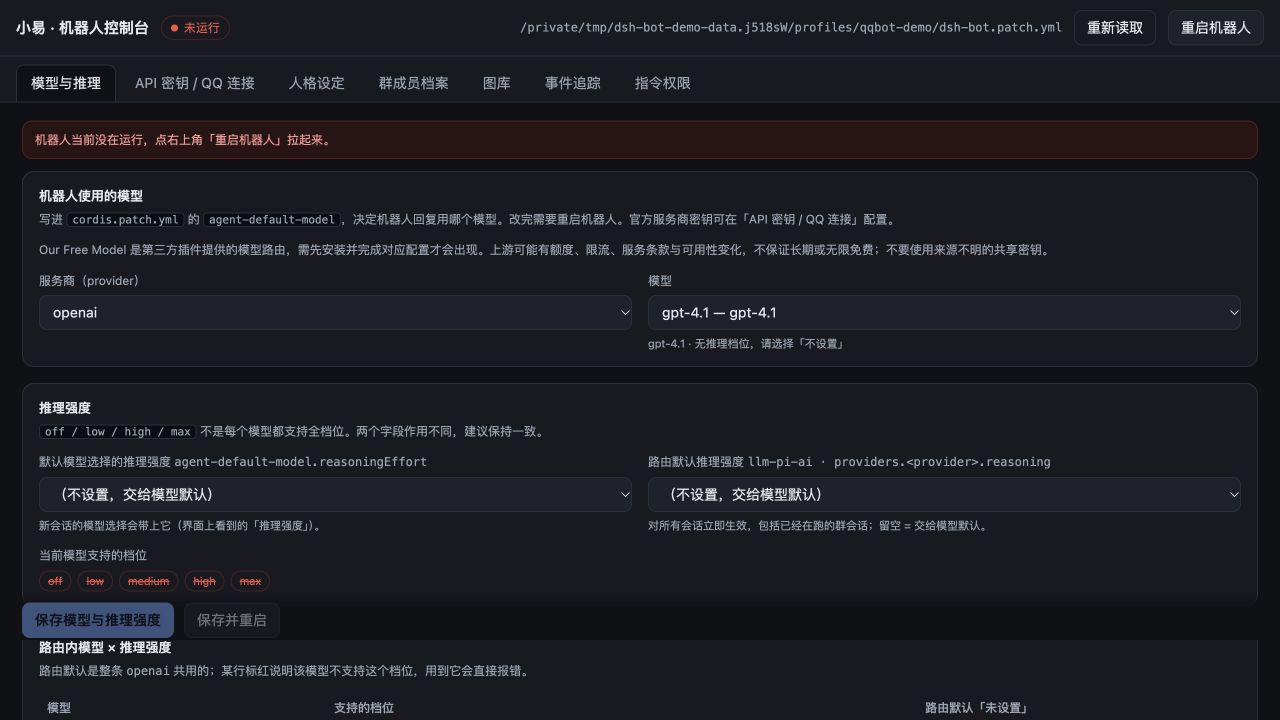 小易 · 机器人控制台
未运行
/private/tmp/dsh-bot-demo-data.j518sW/profiles/qqbot-demo/dsh-bot.patch.yml
重新读取
重启机器人
模型与推理
API 密钥 / QQ 连接
人格设定
群成员档案
图库
事件追踪
指令权限
机器人当前没在运行，点右上角「重启机器人」拉起来。
机器人使用的模型
写进 cordis.patch.yml 的 agent-default-model，决定机器人回复用哪个模型。改完需要重启机器人。官方服务商密钥可在「API 密钥 / QQ 连接」配置。
Our Free Model 是第三方插件提供的模型路由，需先安装并完成对应配置才会出现。上游可能有额度、限流、服务条款与可用性变化，不保证长期或无限免费；不要使用来源不明的共享密钥。
服务商（provider）
模型
openai
gpt-4.1 — gpt-4.1
gpt-4.1 · 无推理档位，请选择「不设置」
推理强度
off / low / high / max 不是每个模型都支持全档位。两个字段作用不同，建议保持一致。
默认模型选择的推理强度 agent-default-model.reasoningEffort
路由默认推理强度 llm-pi-ai · providers.<provider>.reasoning
（不设置，交给模型默认）
（不设置，交给模型默认）
新会话的模型选择会带上它（界面上看到的「推理强度」）。
对所有会话立即生效，包括已经在跑的群会话；留空 = 交给模型默认。
当前模型支持的档位
off
low
medium
high
max
保存模型与推理强度
保存并重启
路由内模型 × 推理强度
路由默认是整条 openai 共用的；某行标红说明该模型不支持这个档位，用到它会直接报错。
模型
支持的档位
路由默认「未设置」